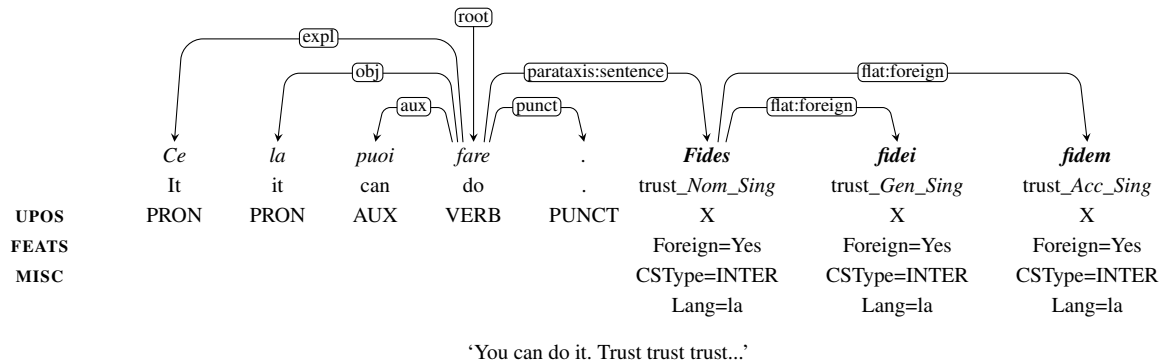 root
expl
obj parataxis:sentence flat:foreign
aux punct flat:foreign
Ce la puoi fare . Fides fidei fidem
It it can do . trust_Nom_Sing trust_Gen_Sing trust_Acc_Sing
UPOS PRON PRON AUX VERB PUNCT X X X
FEATS Foreign=Yes Foreign=Yes Foreign=Yes
MISC CSType=INTER CSType=INTER CSType=INTER
Lang=la Lang=la Lang=la
‘You can do it. Trust trust trust...’